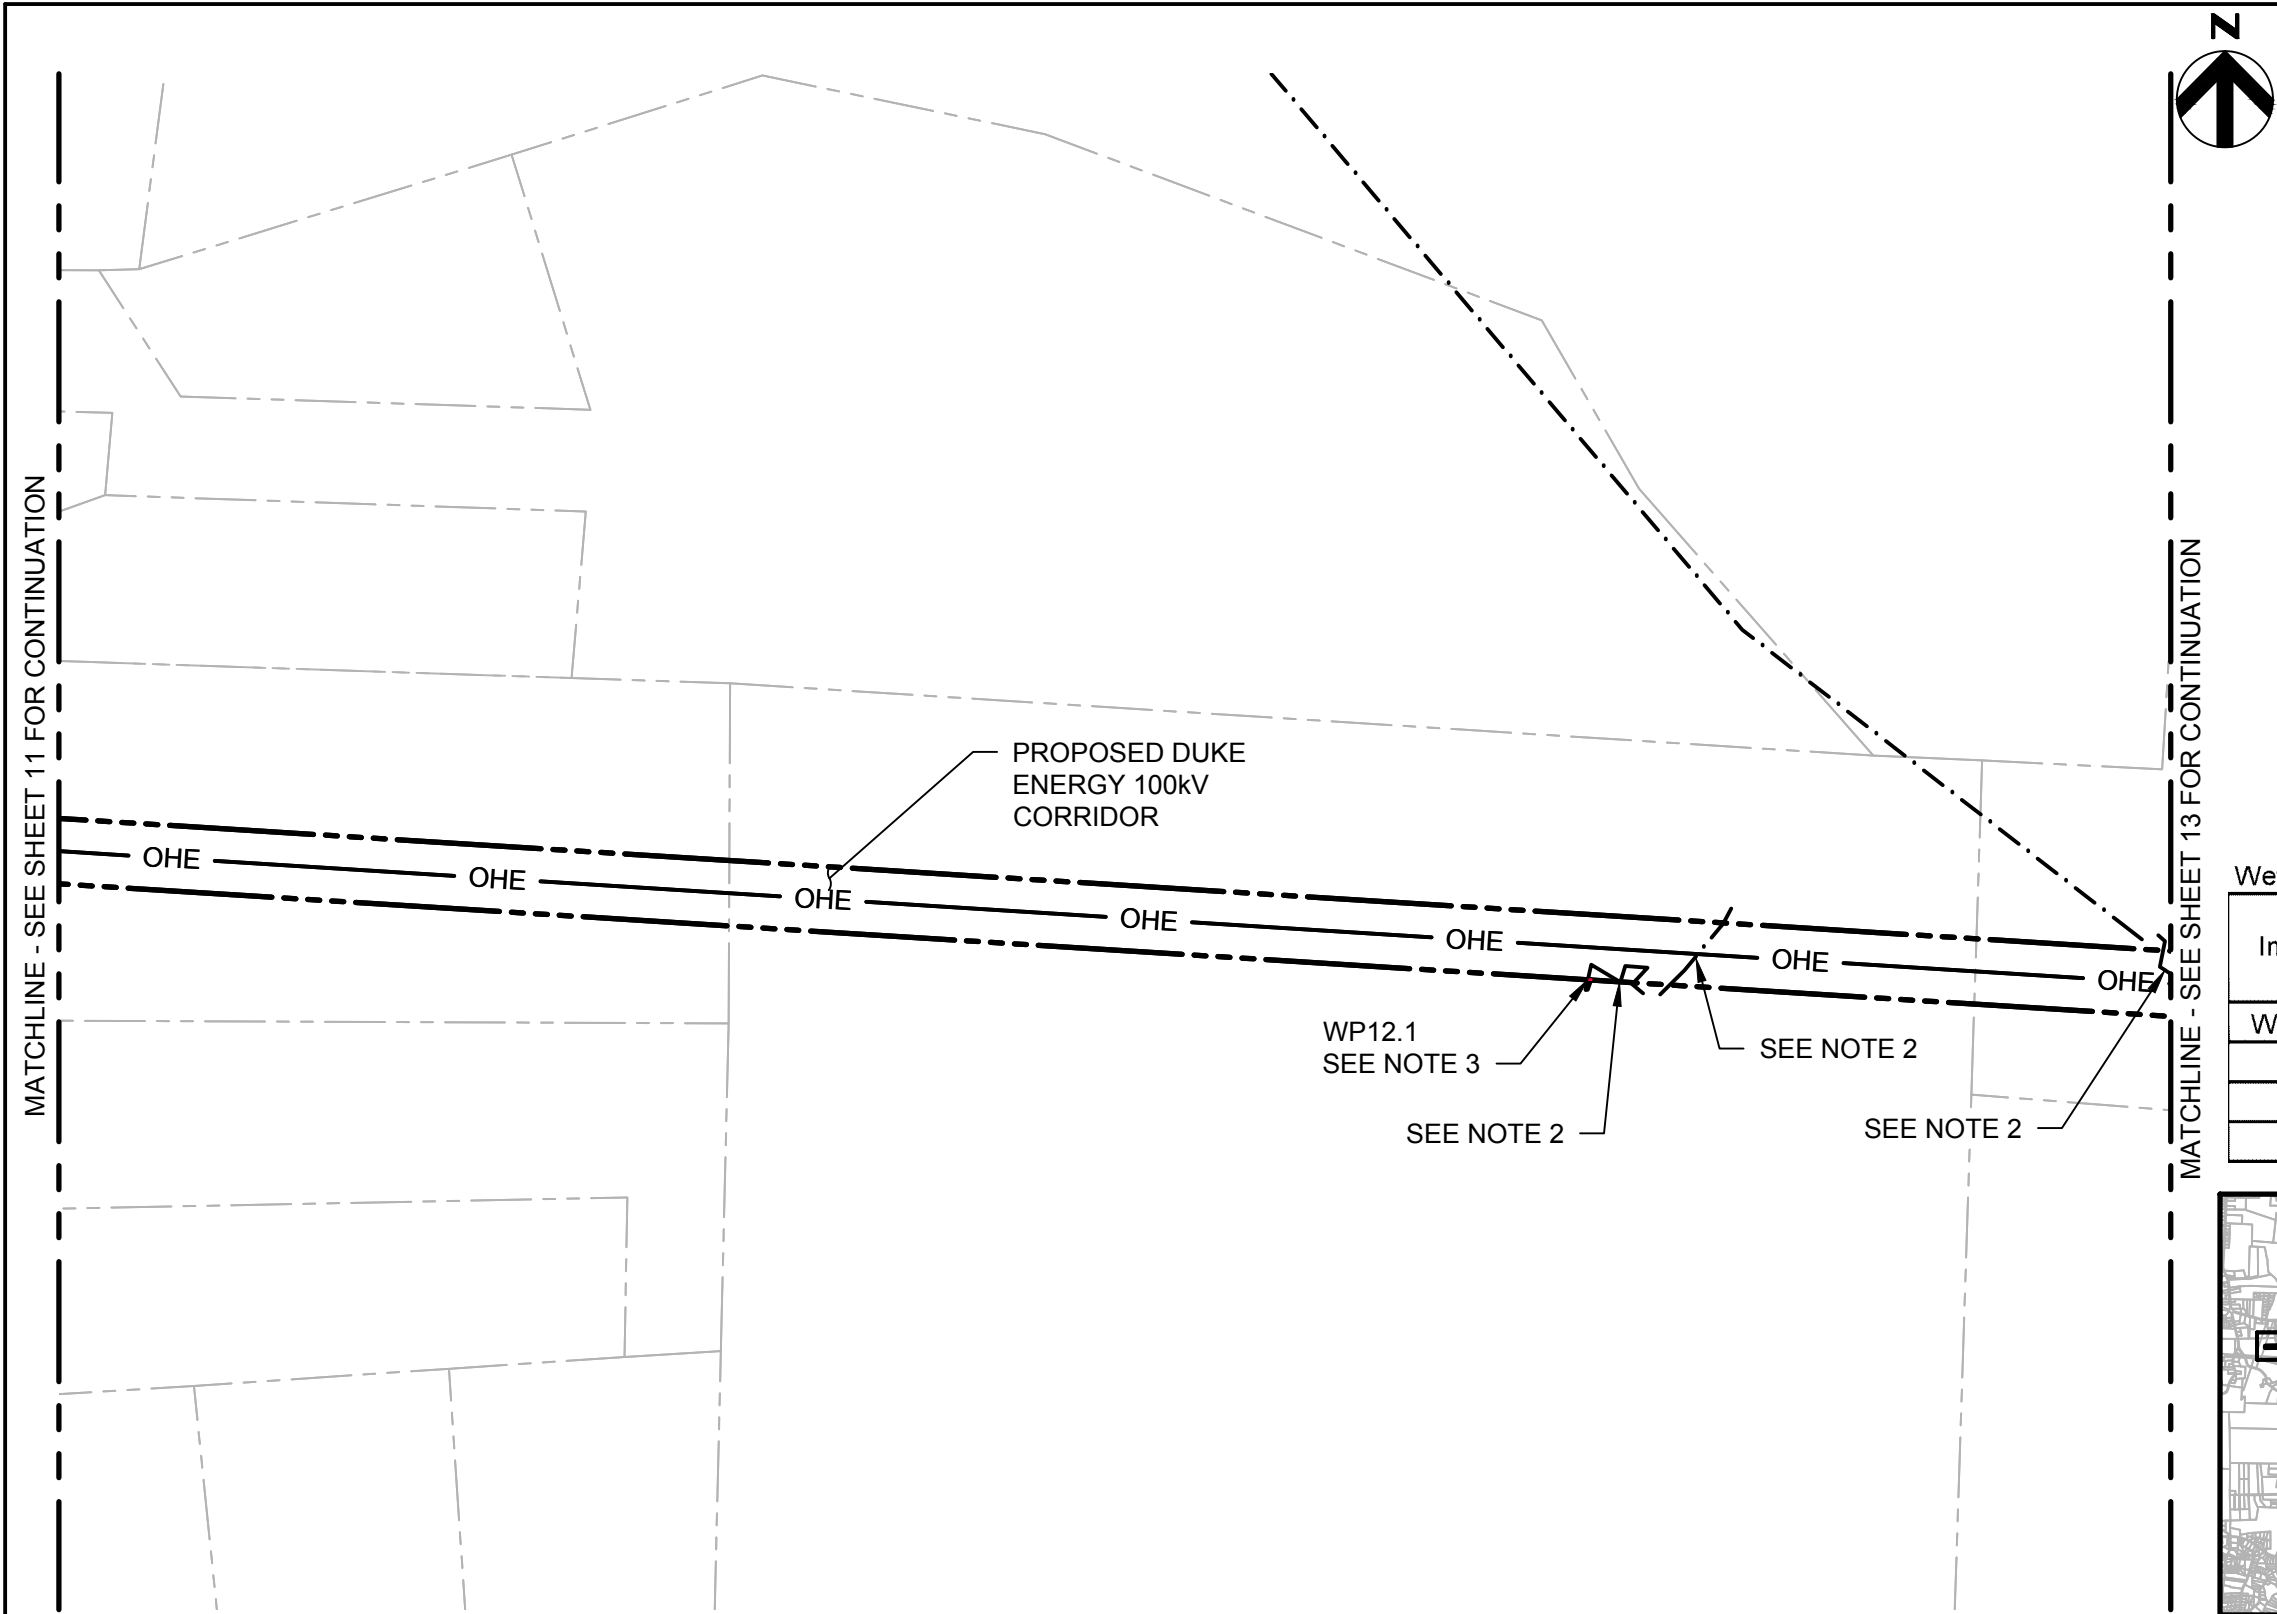 N
MATCHLINE - SEE SHEET 11 FOR CONTINUATION
MATCHLINE - SEE SHEET 13 FOR CONTINUATION
PROPOSED DUKE
ENERGY 100kV
CORRIDOR
OHE
OHE
OHE
OHE
OHE
OHE
OHE
WP12.1
SEE NOTE 3
SEE NOTE 2
SEE NOTE 2
SEE NOTE 2